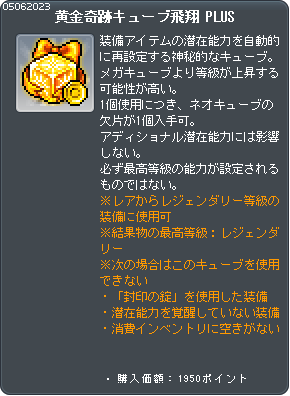 05062023
黄金奇跡キューブ飛翔 PLUS
装備アイテムの潜在能力を自動的
に再設定する神秘的なキューブ。
メガキューブより等級が上昇する
可能性が高い。
1個使用につき、ネオキューブの
欠片が1個入手可。
アディショナル潜在能力には影響
しない。
必ず最高等級の能力が設定される
ものではない。
※レアからレジェンダリー等級の
装備に使用可
※結果物の最高等級：レジェンダ
リー
※次の場合はこのキューブを使用
できない
・「封印の錠」を使用した装備
・潜在能力を覚醒していない装備
・消費インベントリに空きがない
・購入価額：1950ポイント